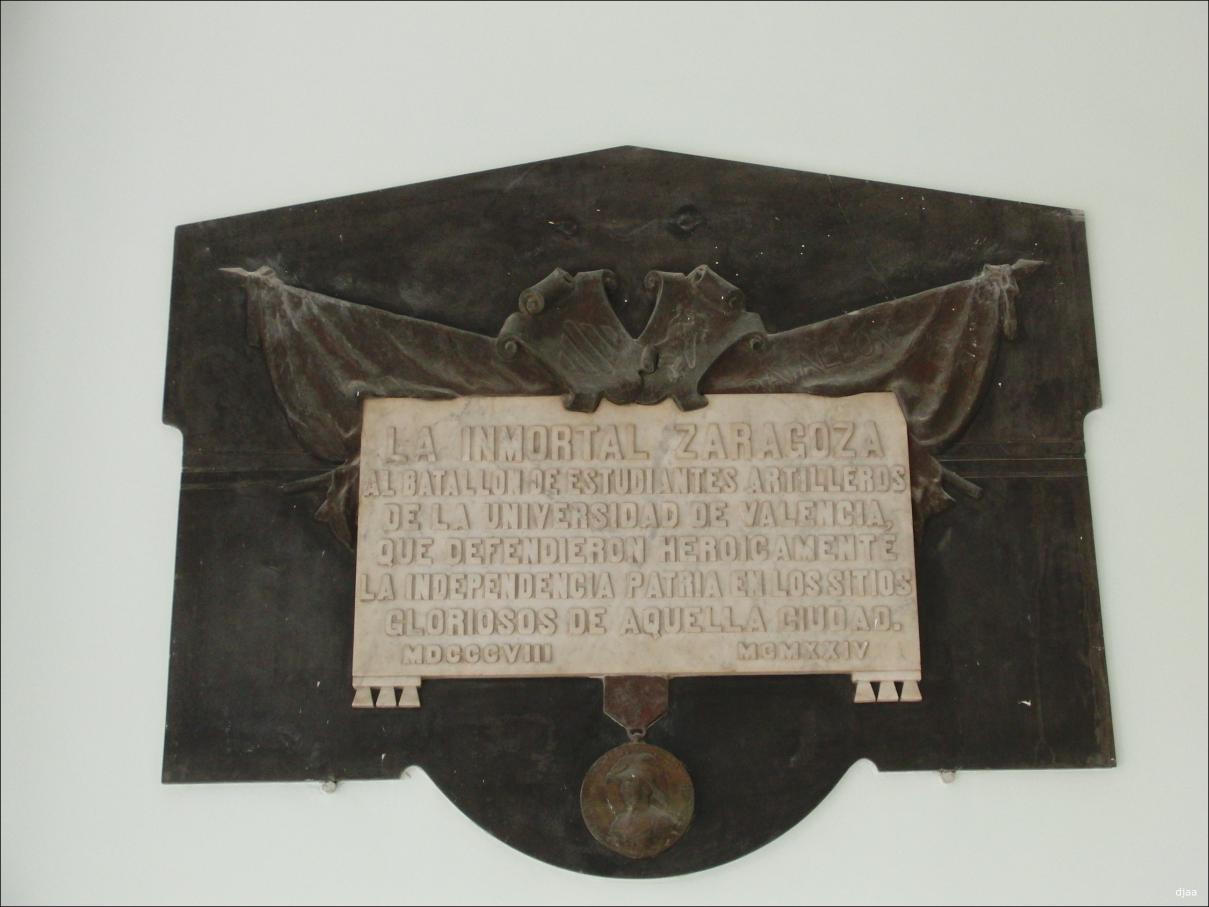 LA INMORTAL ZARAGOZA
AL BATALLON DE ESTUDIANTES ARTILLEROS
DE LA UNIVERSIDAD DE VALENCIA,
QUE DEFENDIERON HEROICAMENTE
LA INDEPENDENCIA PATRIA EN LOS SITIOS
GLORIOSOS DE AQUELLA CIUDAD.
MDCCCVIII MCMXXIV
djaa